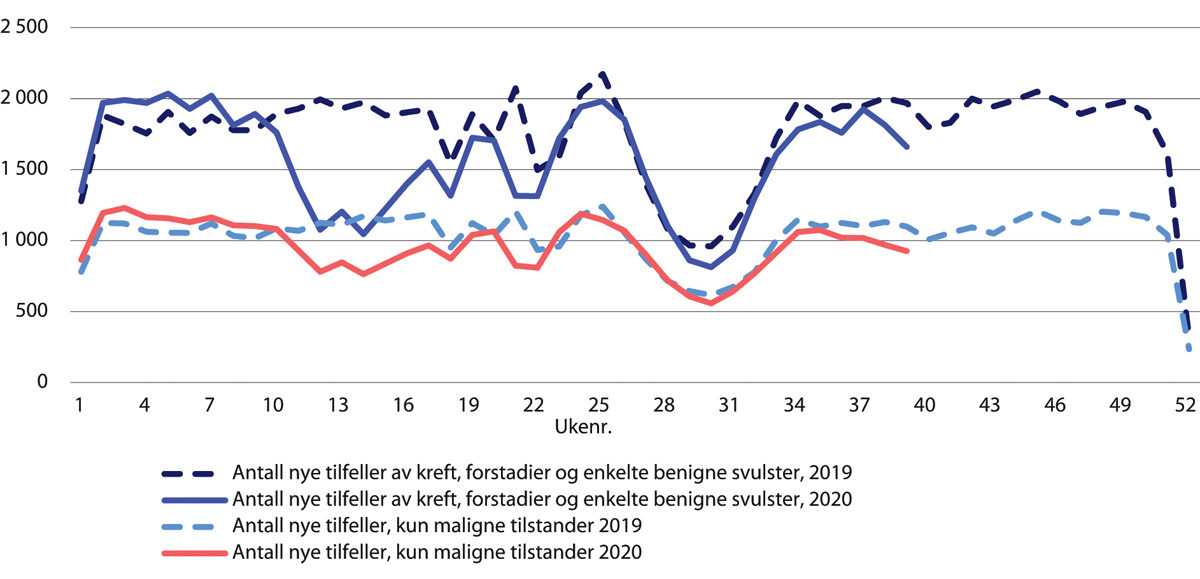 2 500
2 000
1 500
1 000
500
0
1 4 7 10 13 16 19 22 25 28 31 34 37 40 43 46 49 52
Ukenr.
Antall nye tilfeller av kreft, forstadier og enkelte benigne svulster, 2019
Antall nye tilfeller av kreft, forstadier og enkelte benigne svulster, 2020
Antall nye tilfeller, kun maligne tilstander 2019
Antall nye tilfeller, kun maligne tilstander 2020